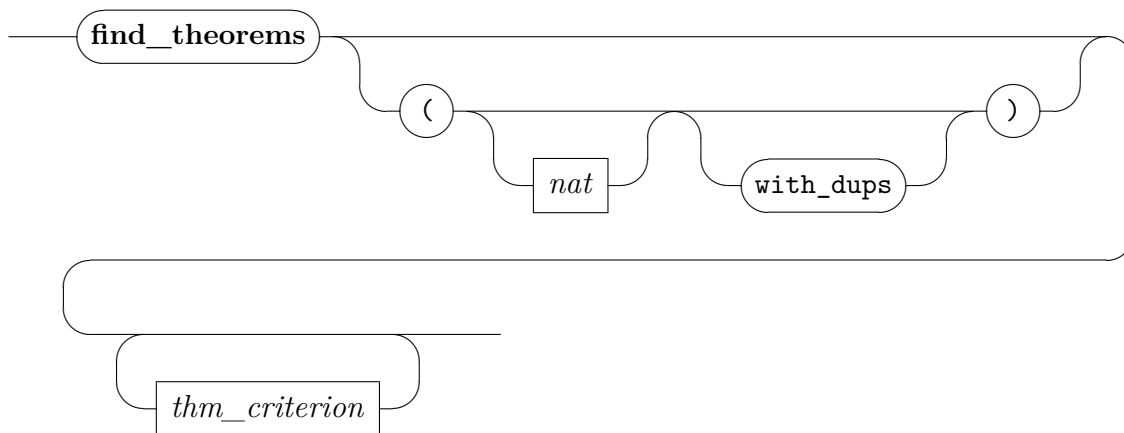 find_theorems
( )
nat with_dups
thm_criterion